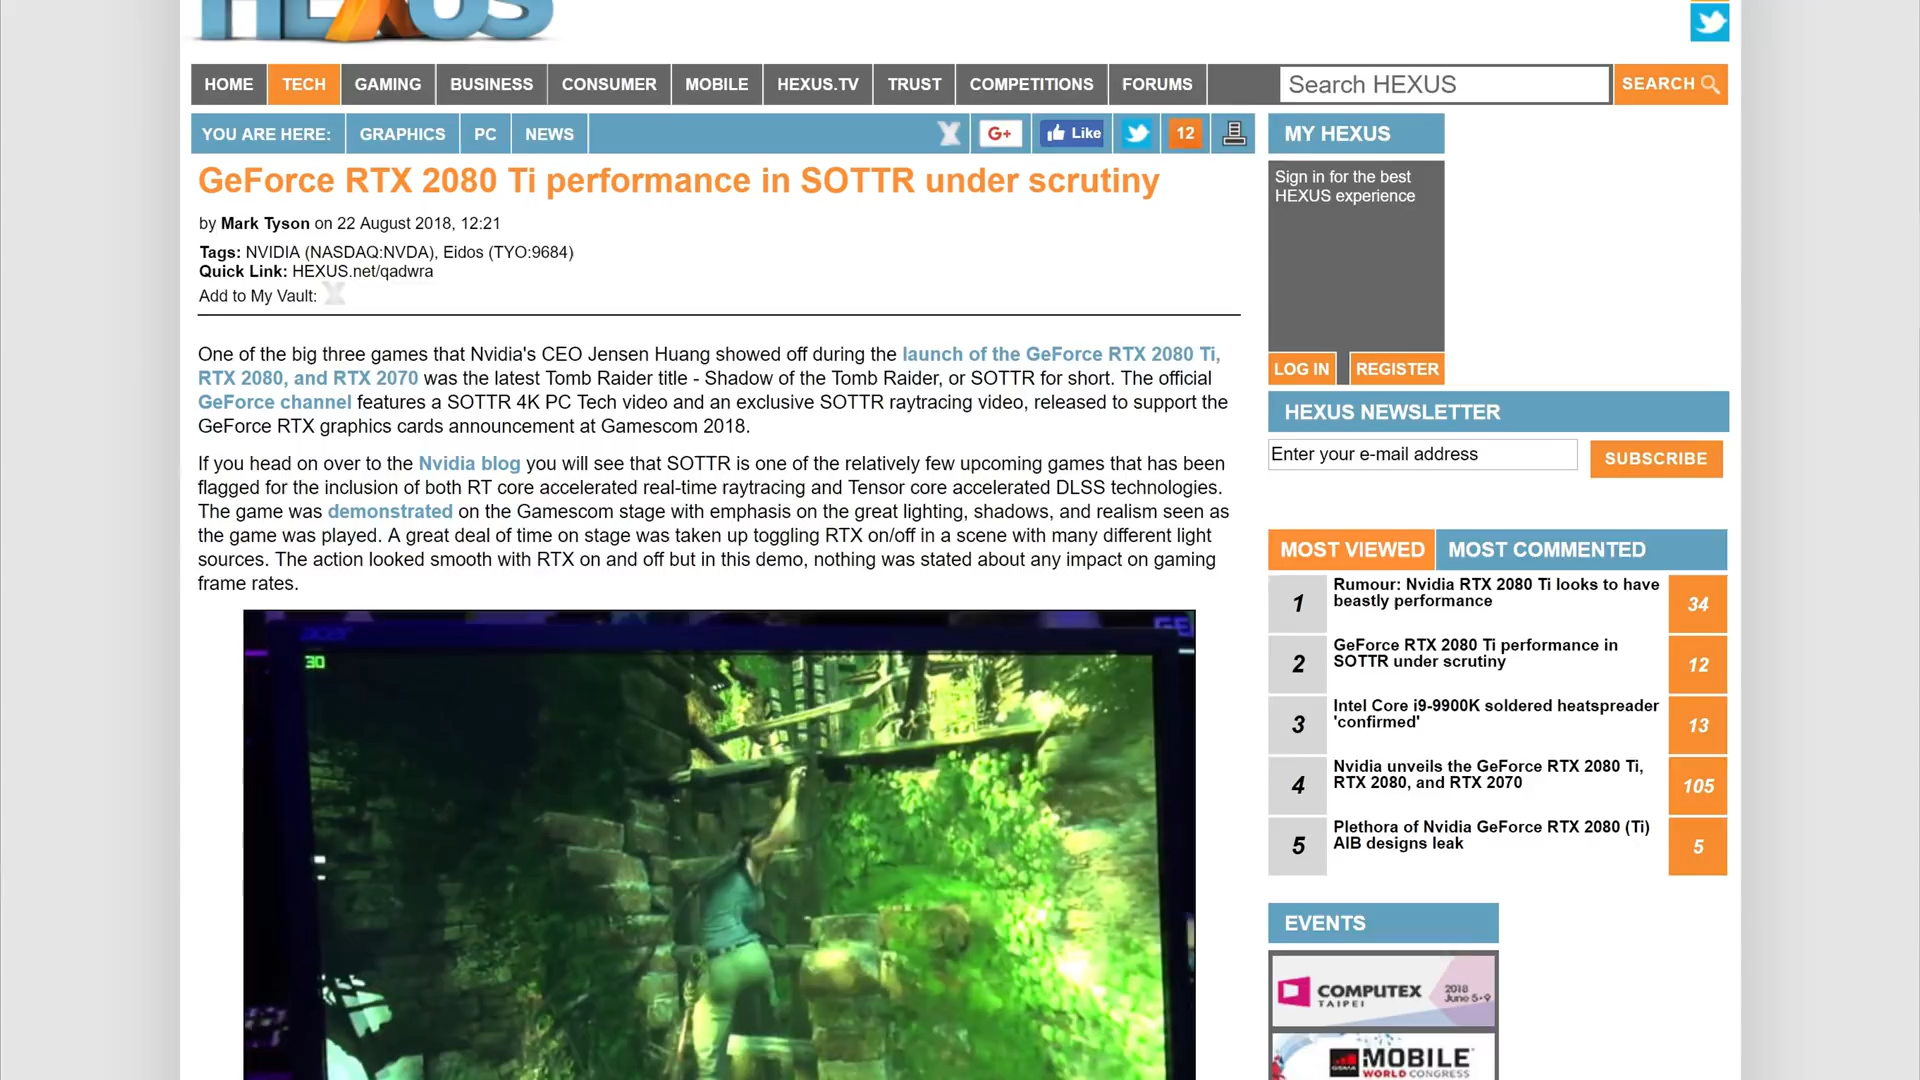 HEXUS
HOME TECH GAMING BUSINESS CONSUMER MOBILE HEXUS.TV TRUST COMPETITIONS FORUMS Search HEXUS SEARCH
YOU ARE HERE: GRAPHICS PC NEWS G+ Like 12
GeForce RTX 2080 Ti performance in SOTTR under scrutiny
by Mark Tyson on 22 August 2018, 12:21
Tags: NVIDIA (NASDAQ:NVDA), Eidos (TYO:9684)
Quick Link: HEXUS.net/qadwra
Add to My Vault:
One of the big three games that Nvidia's CEO Jensen Huang showed off during the launch of the GeForce RTX 2080 Ti,
RTX 2080, and RTX 2070 was the latest Tomb Raider title - Shadow of the Tomb Raider, or SOTTR for short. The official
GeForce channel features a SOTTR 4K PC Tech video and an exclusive SOTTR raytracing video, released to support the
GeForce RTX graphics cards announcement at Gamescom 2018.
If you head on over to the Nvidia blog you will see that SOTTR is one of the relatively few upcoming games that has been
flagged for the inclusion of both RT core accelerated real-time raytracing and Tensor core accelerated DLSS technologies.
The game was demonstrated on the Gamescom stage with emphasis on the great lighting, shadows, and realism seen as
the game was played. A great deal of time on stage was taken up toggling RTX on/off in a scene with many different light
sources. The action looked smooth with RTX on and off but in this demo, nothing was stated about any impact on gaming
frame rates.
acer
GE
30
MY HEXUS
Sign in for the best
HEXUS experience
LOG IN REGISTER
HEXUS NEWSLETTER
Enter your e-mail address SUBSCRIBE
MOST VIEWED MOST COMMENTED
1 Rumour: Nvidia RTX 2080 Ti looks to have
beastly performance 34
2 GeForce RTX 2080 Ti performance in
SOTTR under scrutiny 12
3 Intel Core i9-9900K soldered heatspreader
'confirmed' 13
4 Nvidia unveils the GeForce RTX 2080 Ti,
RTX 2080, and RTX 2070 105
5 Plethora of Nvidia GeForce RTX 2080 (Ti)
AIB designs leak 5
EVENTS
COMPUTEX
TAIPEI
2018
June 5-9
GSMA
MOBILE
WORLD CONGRESS